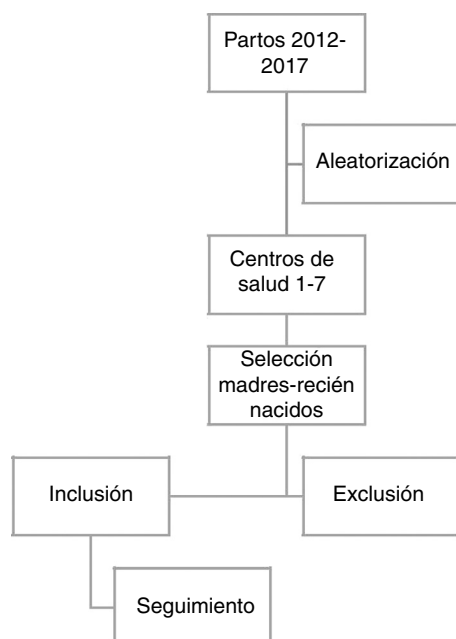 Partos 2012-
2017
Aleatorización
Centros de
salud 1-7
Selección
madres-recién
nacidos
Inclusión
Exclusión
Seguimiento